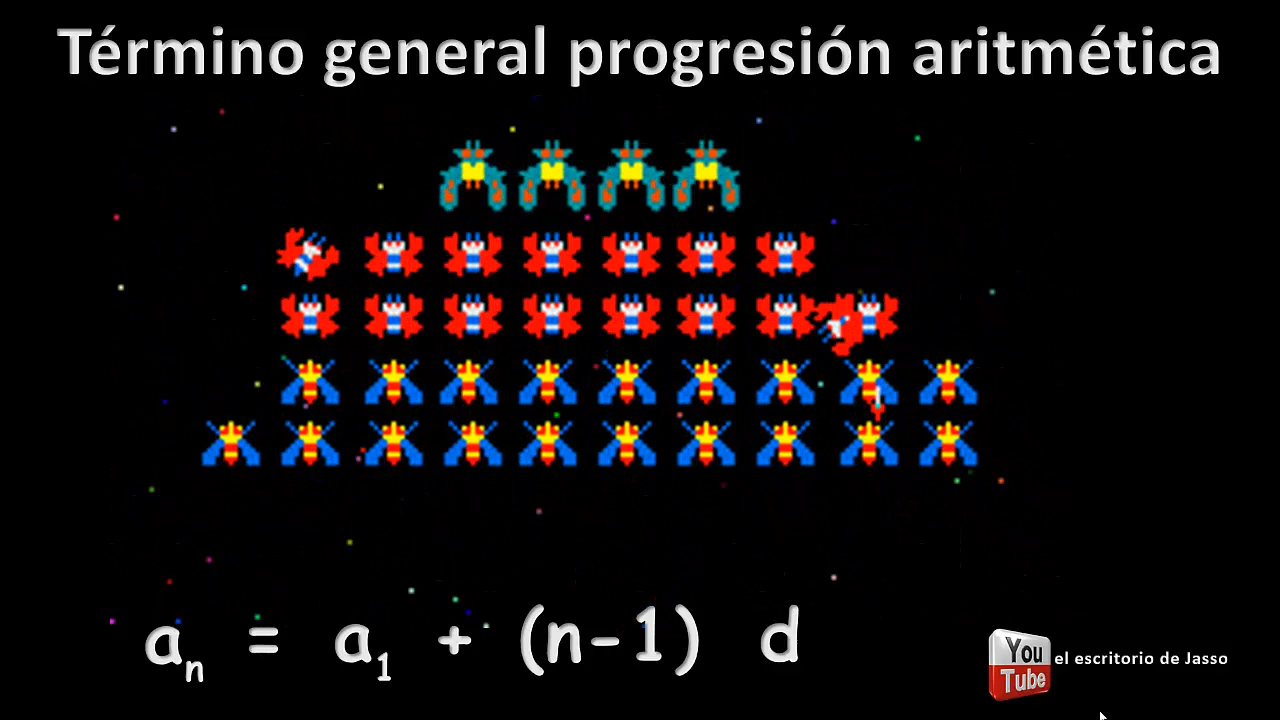 Término general progresión aritmética
aₙ = a₁ + (n-1) d
You
Tube
el escritorio de Jasso